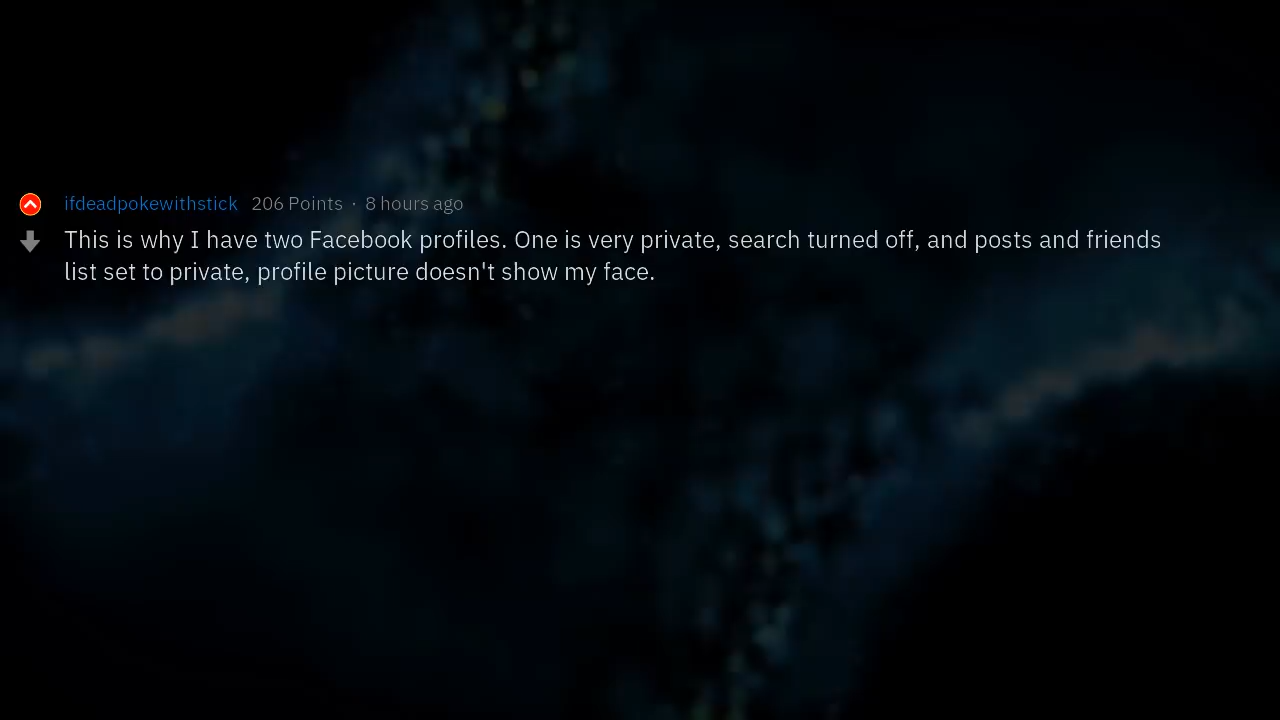 ifdeadpokewithstick 206 Points · 8 hours ago
This is why I have two Facebook profiles. One is very private, search turned off, and posts and friends
list set to private, profile picture doesn't show my face.